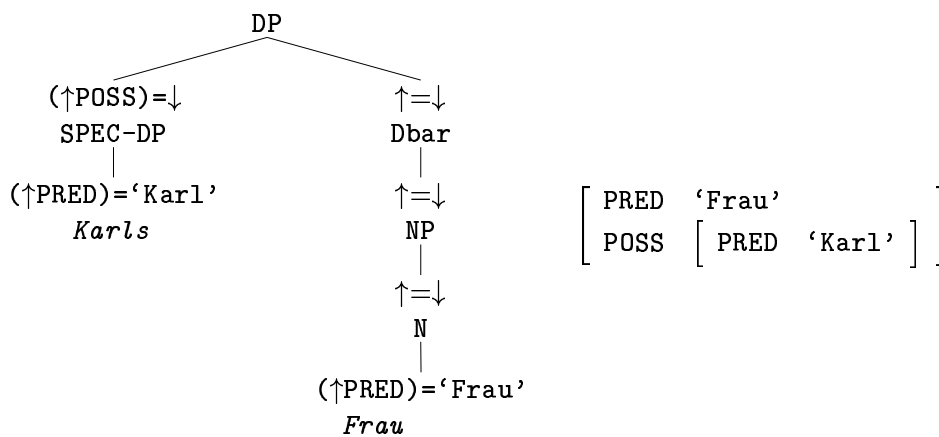 DP
(↑POSS)=↓ ↑=↓
SPEC-DP Dbar
(↑PRED)=‘Karl’ ↑=↓
Karls NP
PRED ‘Frau’
POSS [ PRED ‘Karl’ ]
↑=↓
N
(↑PRED)=‘Frau’
Frau